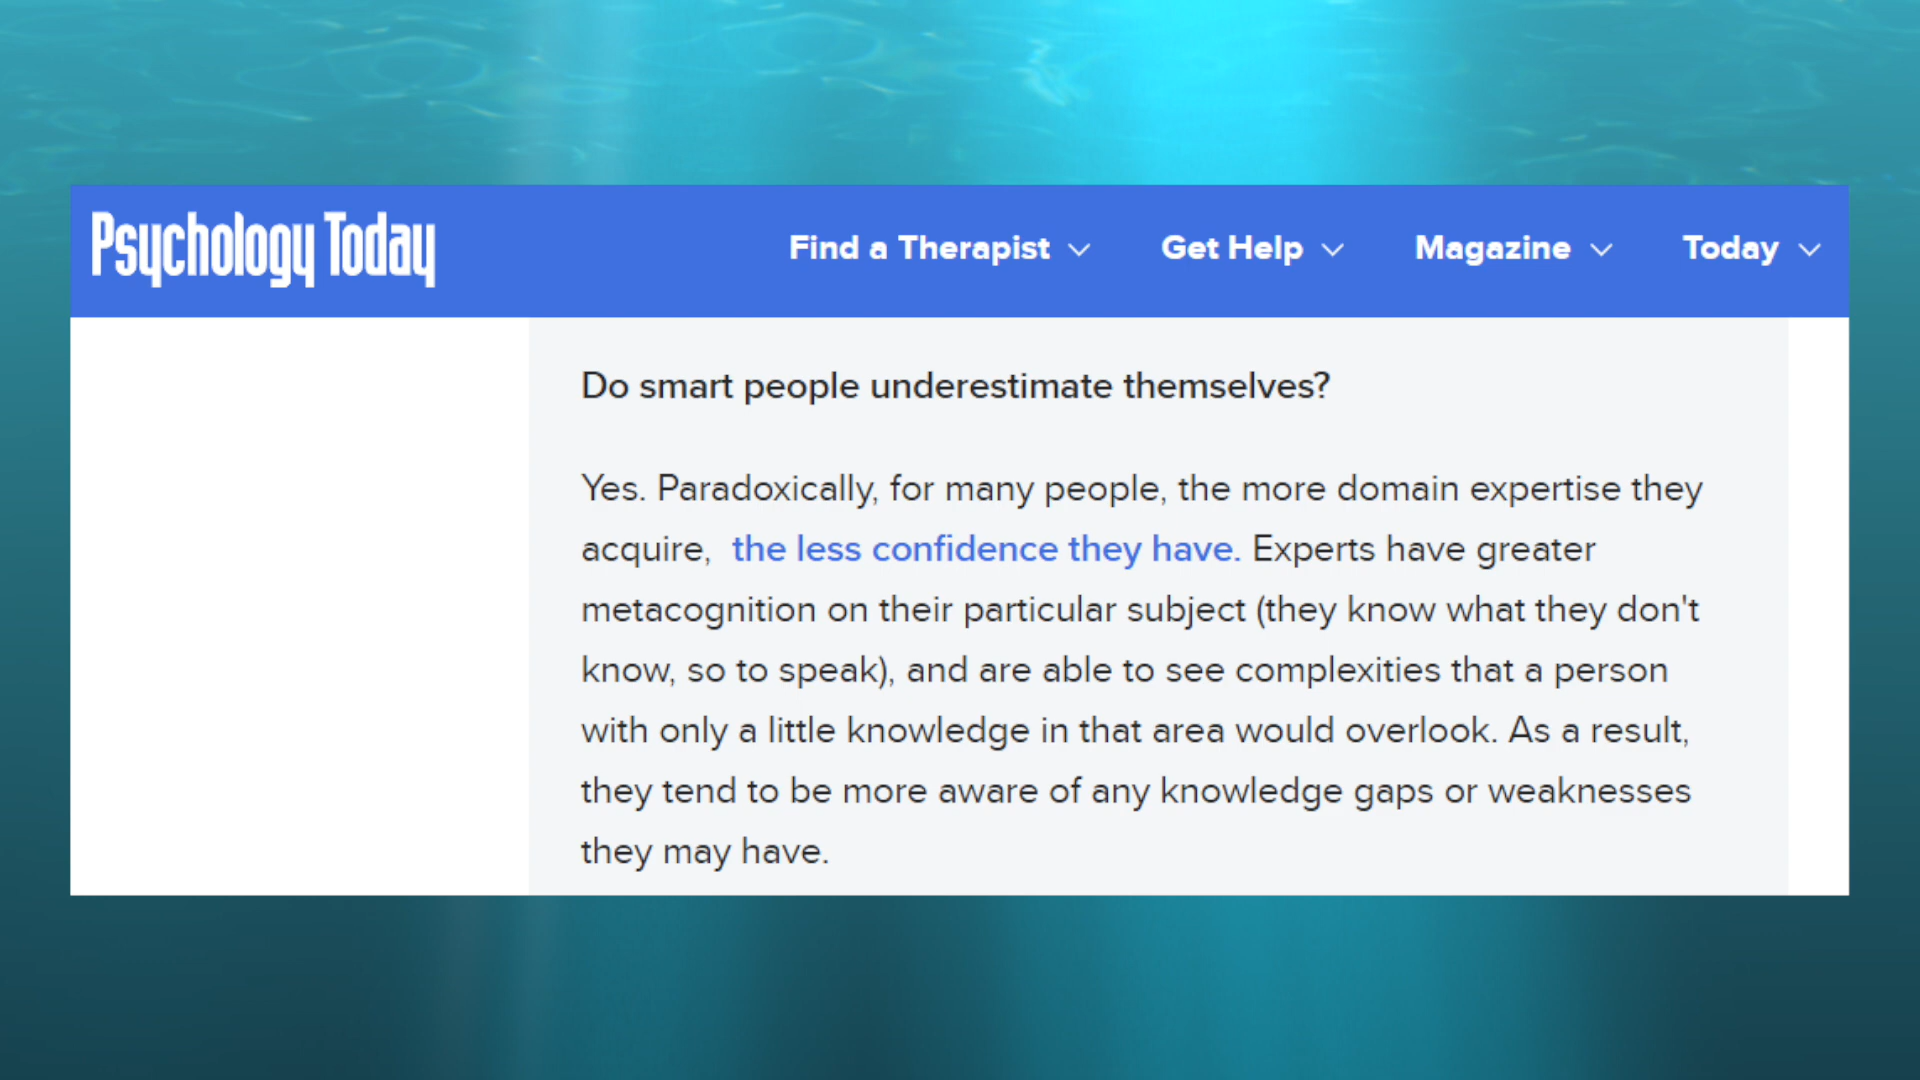 Psychology Today
Find a Therapist Get Help Magazine Today
Do smart people underestimate themselves?
Yes. Paradoxically, for many people, the more domain expertise they
acquire, the less confidence they have. Experts have greater
metacognition on their particular subject (they know what they don't
know, so to speak), and are able to see complexities that a person
with only a little knowledge in that area would overlook. As a result,
they tend to be more aware of any knowledge gaps or weaknesses
they may have.